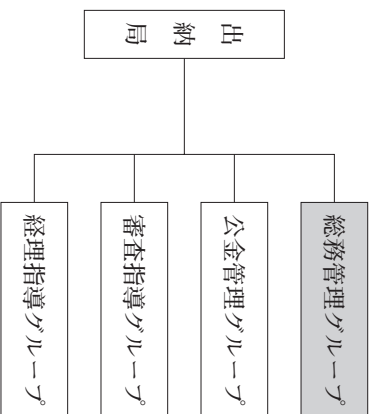 出納局
総務管理グループ
公金管理グループ
審査指導グループ
経理指導グループ